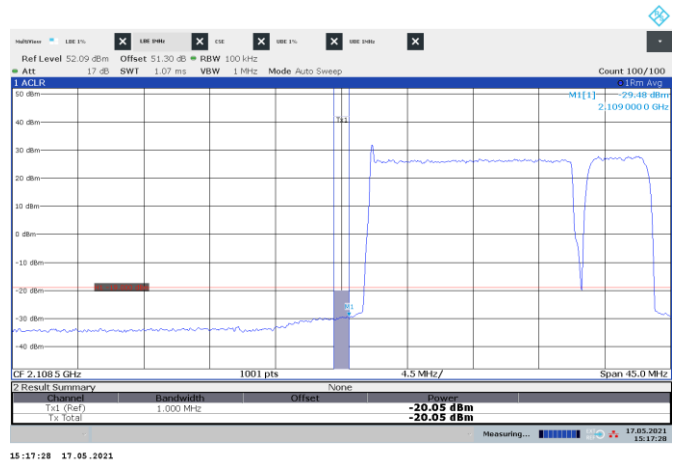 MultiView LBE 1% X LBE 1MHz X CSE X UBE 1% X UBE 1MHz X
Ref Level 52.09 dBm Offset 51.30 dB RBW 100 kHz
Att 17 dB SWT 1.07 ms VBW 1 MHz Mode Auto Sweep Count 100/100
1 ACLR 1Rm Avg
50 dBm M1[1] -29.48 dBm
2.109 000 0 GHz
40 dBm Tx1
30 dBm
20 dBm
10 dBm
0 dBm
-10 dBm
-20 dBm
-30 dBm M1
-40 dBm
CF 2.1085 GHz 1001 pts 4.5 MHz/ Span 45.0 MHz
2 Result Summary None
Channel Bandwidth Offset Power
Tx1 (Ref) 1.000 MHz -20.05 dBm
Tx Total -20.05 dBm
Measuring... 17.05.2021
15:17:28
15:17:28 17.05.2021